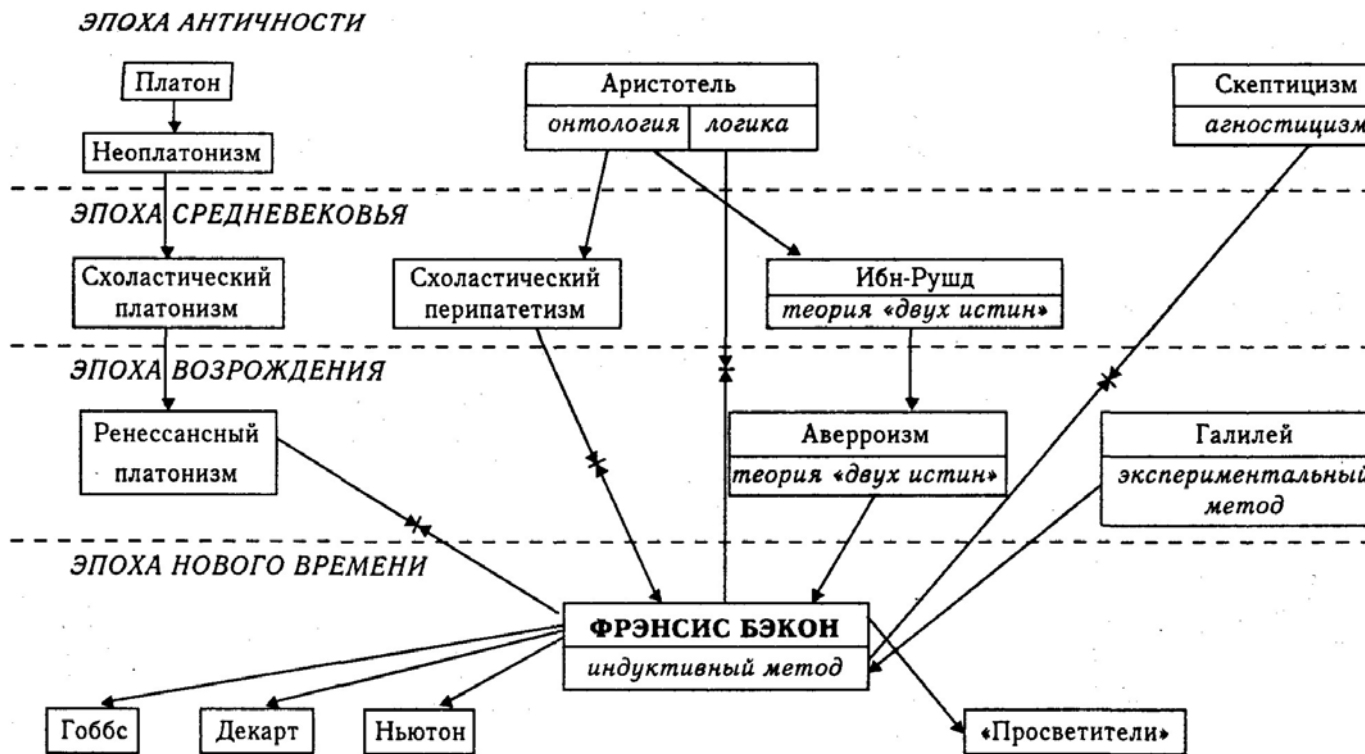 ЭПОХА АНТИЧНОСТИ
Платон
Аристотель
Скептицизм
онтология
логика
агностицизм
Неоплатонизм
ЭПОХА СРЕДНЕВЕКОВЬЯ
Схоластический
платонизм
Схоластический
перипатетизм
Ибн-Рушд
теория «двух истин»
ЭПОХА ВОЗРОЖДЕНИЯ
Ренессансный
платонизм
Аверроизм
теория «двух истин»
Галилей
экспериментальный
метод
ЭПОХА НОВОГО ВРЕМЕНИ
ФРЭНСИС БЭКОН
индуктивный метод
Гоббс
Декарт
Ньютон
«Просветители»